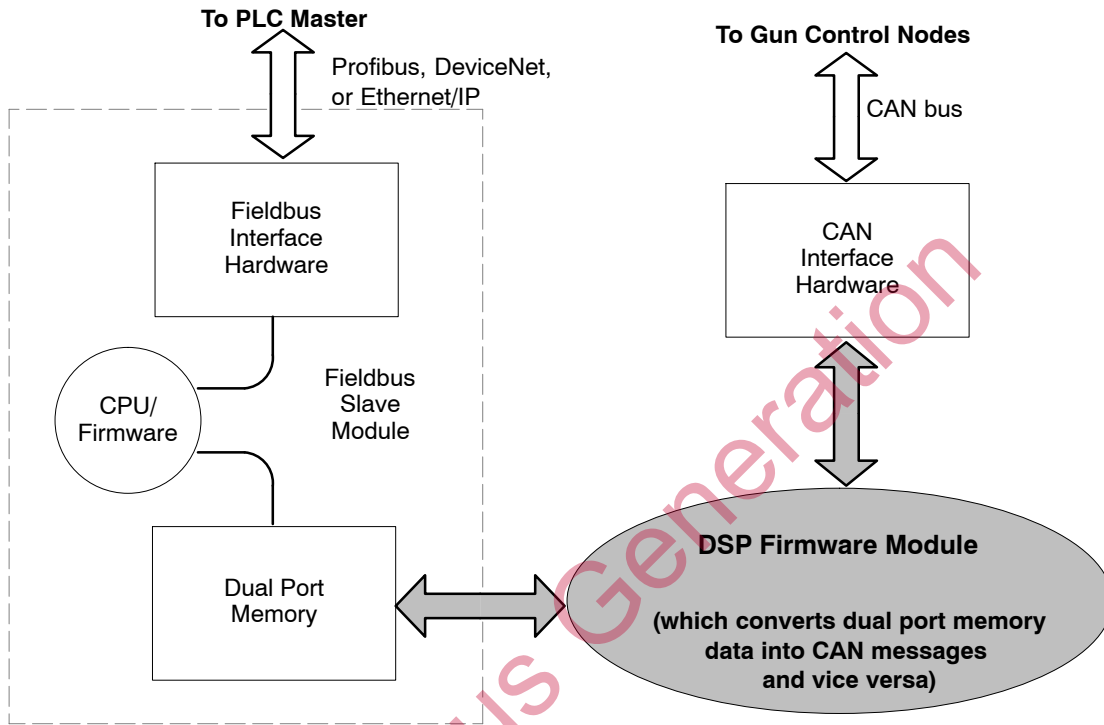 To PLC Master
Profibus, DeviceNet,
or Ethernet/IP
Fieldbus
Interface
Hardware
CPU/
Firmware
Fieldbus
Slave
Module
Dual Port
Memory
To Gun Control Nodes
CAN bus
CAN
Interface
Hardware
DSP Firmware Module
(which converts dual port memory
data into CAN messages
and vice versa)
us Generation